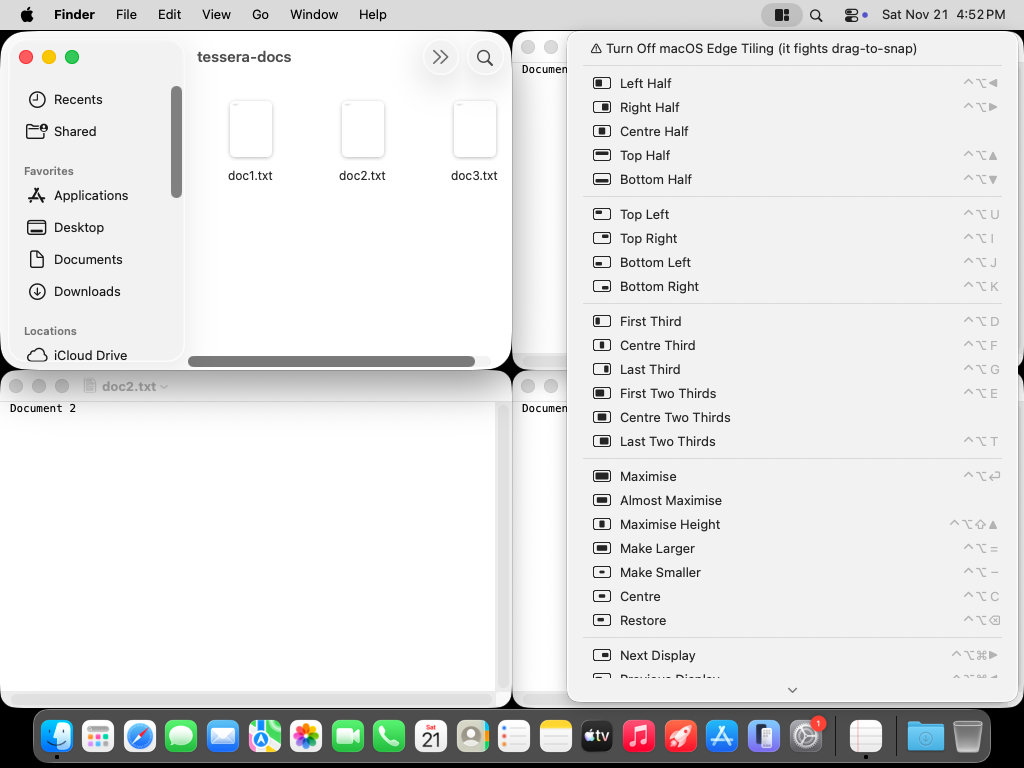 Finder File Edit View Go Window Help Sat Nov 21 4:52 PM
tessera-docs
Recents
Shared
Favorites
Applications
Desktop
Documents
Downloads
Locations
iCloud Drive
doc1.txt
doc2.txt
doc3.txt
doc2.txt
Document 2
Documen
Documen
⚠ Turn Off macOS Edge Tiling (it fights drag-to-snap)
Left Half ^⌥◀
Right Half ^⌥▶
Centre Half
Top Half ^⌥▲
Bottom Half ^⌥▼
Top Left ^⌥U
Top Right ^⌥I
Bottom Left ^⌥J
Bottom Right ^⌥K
First Third ^⌥D
Centre Third ^⌥F
Last Third ^⌥G
First Two Thirds ^⌥E
Centre Two Thirds
Last Two Thirds ^⌥T
Maximise ^⌥↩
Almost Maximise
Maximise Height ^⌥⇧▲
Make Larger ^⌥=
Make Smaller ^⌥−
Centre ^⌥C
Restore ^⌥⌫
Next Display ^⌥⌘▶
Previous Display ^⌥⌘◀
Sat
21
tv
1